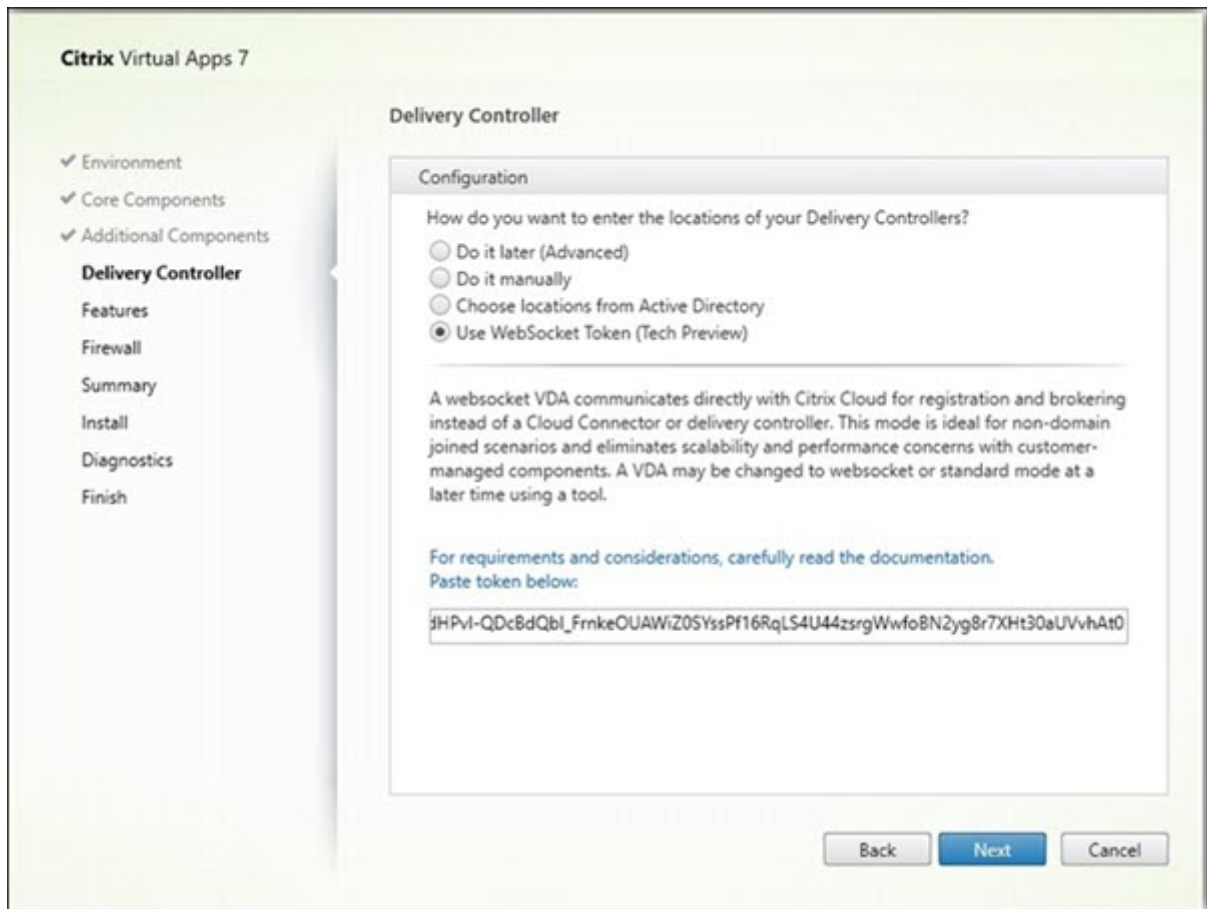 Citrix Virtual Apps 7
Delivery Controller
✔ Environment
✔ Core Components
✔ Additional Components
Delivery Controller
Features
Firewall
Summary
Install
Diagnostics
Finish
Configuration
How do you want to enter the locations of your Delivery Controllers?
Do it later (Advanced)
Do it manually
Choose locations from Active Directory
Use WebSocket Token (Tech Preview)
A websocket VDA communicates directly with Citrix Cloud for registration and brokering
instead of a Cloud Connector or delivery controller. This mode is ideal for non-domain
joined scenarios and eliminates scalability and performance concerns with customer-
managed components. A VDA may be changed to websocket or standard mode at a
later time using a tool.
For requirements and considerations, carefully read the documentation.
Paste token below:
Back
Next
Cancel